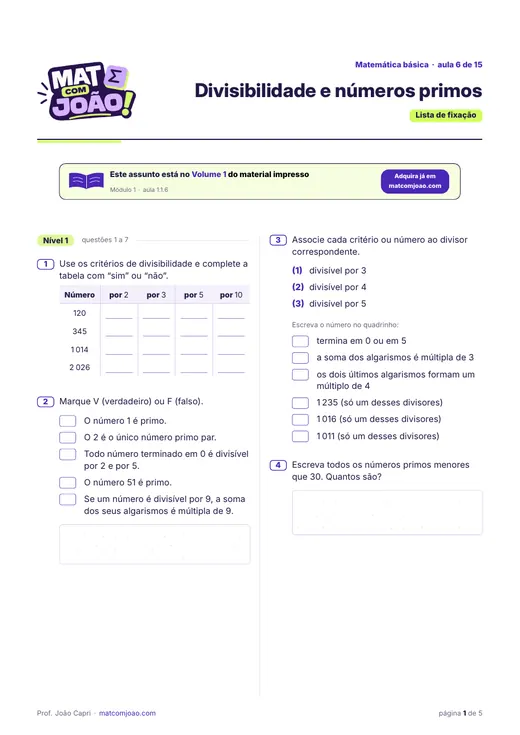 MAT Σ
COM
JOÃO!
Matemática básica · aula 6 de 15
Divisibilidade e números primos
Lista de fixação
Este assunto está no Volume 1 do material impresso
Módulo 1 · aula 1.1.6
Adquira já em
matcomjoao.com
Nível 1 questões 1 a 7
1 Use os critérios de divisibilidade e complete a
tabela com “sim” ou “não”.
Número por 2 por 3 por 5 por 10
120
345
1 014
2 026
2 Marque V (verdadeiro) ou F (falso).
O número 1 é primo.
O 2 é o único número primo par.
Todo número terminado em 0 é divisível
por 2 e por 5.
O número 51 é primo.
Se um número é divisível por 9, a soma
dos seus algarismos é múltipla de 9.
3 Associe cada critério ou número ao divisor
correspondente.
(1) divisível por 3
(2) divisível por 4
(3) divisível por 5
Escreva o número no quadrinho:
termina em 0 ou em 5
a soma dos algarismos é múltipla de 3
os dois últimos algarismos formam um
múltiplo de 4
1 235 (só um desses divisores)
1 016 (só um desses divisores)
1 011 (só um desses divisores)
4 Escreva todos os números primos menores
que 30. Quantos são?
Prof. João Capri · matcomjoao.com
página 1 de 5